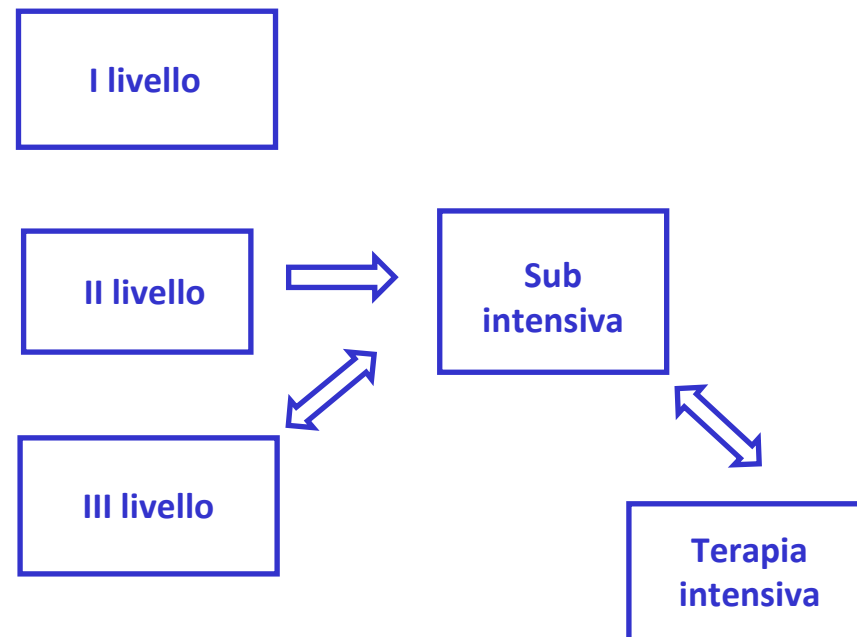 I livello
II livello
Sub
intensiva
III livello
Terapia
intensiva